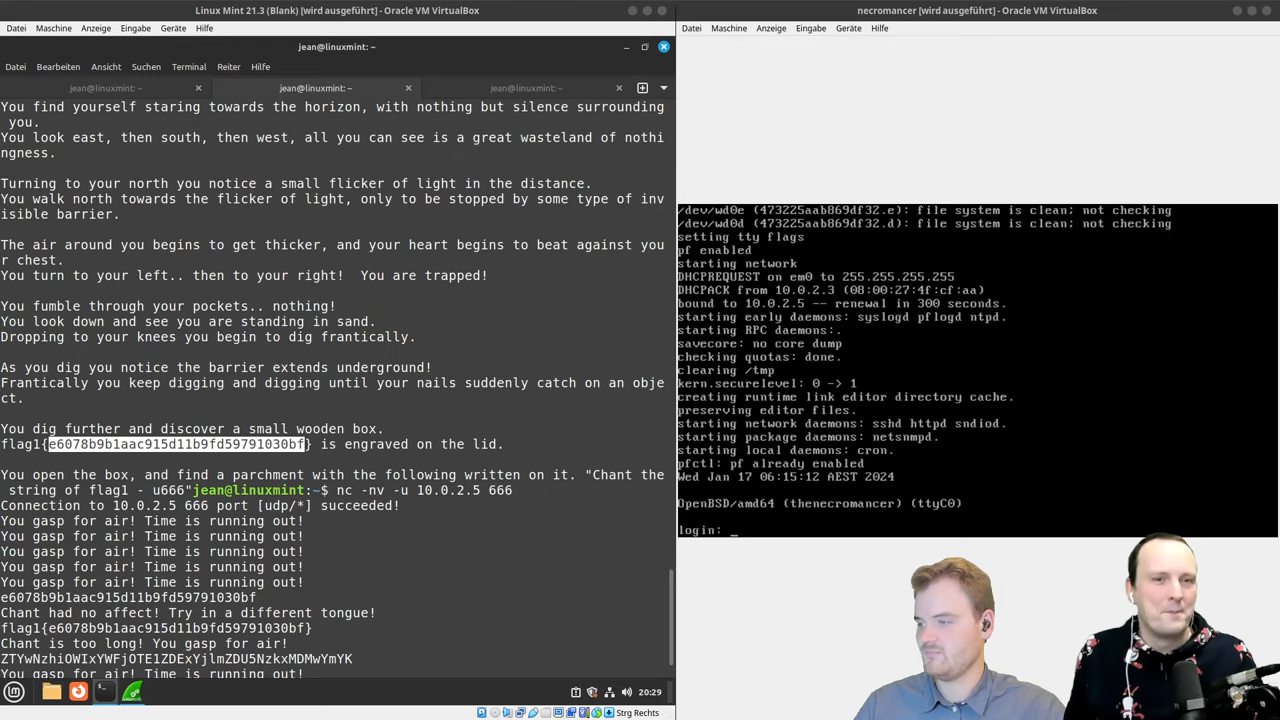 Linux Mint 21.3 (Blank) [wird ausgeführt] - Oracle VM VirtualBox
Datei Maschine Anzeige Eingabe Geräte Hilfe
jean@linuxmint: ~
Datei Bearbeiten Ansicht Suchen Terminal Reiter Hilfe
jean@linuxmint: ~ jean@linuxmint: ~ jean@linuxmint: ~
You find yourself staring towards the horizon, with nothing but silence surrounding
you.
You look east, then south, then west, all you can see is a great wasteland of nothi
ngness.
Turning to your north you notice a small flicker of light in the distance.
You walk north towards the flicker of light, only to be stopped by some type of inv
isible barrier.
The air around you begins to get thicker, and your heart begins to beat against you
r chest.
You turn to your left.. then to your right!  You are trapped!
You fumble through your pockets.. nothing!
You look down and see you are standing in sand.
Dropping to your knees you begin to dig frantically.
As you dig you notice the barrier extends underground!
Frantically you keep digging and digging until your nails suddenly catch on an obje
ct.
You dig further and discover a small wooden box.
flag1{e6078b9b1aac915d11b9fd59791030bf} is engraved on the lid.
You open the box, and find a parchment with the following written on it. "Chant the
string of flag1 - u666"jean@linuxmint:~$ nc -nv -u 10.0.2.5 666
Connection to 10.0.2.5 666 port [udp/*] succeeded!
You gasp for air! Time is running out!
You gasp for air! Time is running out!
You gasp for air! Time is running out!
You gasp for air! Time is running out!
You gasp for air! Time is running out!
e6078b9b1aac915d11b9fd59791030bf
Chant had no affect! Try in a different tongue!
flag1{e6078b9b1aac915d11b9fd59791030bf}
Chant is too long! You gasp for air!
ZTYwNzhiOWIxYWFjOTE1ZDExYjlmZDU5NzkxMDMwYmYK
You gasp for air! Time is running out!
20:29
Strg Rechts
necromancer [wird ausgeführt] - Oracle VM VirtualBox
Datei Maschine Anzeige Eingabe Geräte Hilfe
/dev/wd0e (473225aab869df32.e): file system is clean; not checking
/dev/wd0d (473225aab869df32.d): file system is clean; not checking
setting tty flags
pf enabled
starting network
DHCPREQUEST on em0 to 255.255.255.255
DHCPACK from 10.0.2.3 (08:00:27:4f:cf:aa)
bound to 10.0.2.5 -- renewal in 300 seconds.
starting early daemons: syslogd pflogd ntpd.
starting RPC daemons:.
savecore: no core dump
checking quotas: done.
clearing /tmp
kern.securelevel: 0 -> 1
creating runtime link editor directory cache.
preserving editor files.
starting network daemons: sshd httpd sndiod.
starting package daemons: netsnmpd.
starting local daemons: cron.
pfctl: pf already enabled
Wed Jan 17 06:15:12 AEST 2024
OpenBSD/amd64 (thenecromancer) (ttyC0)
login: _